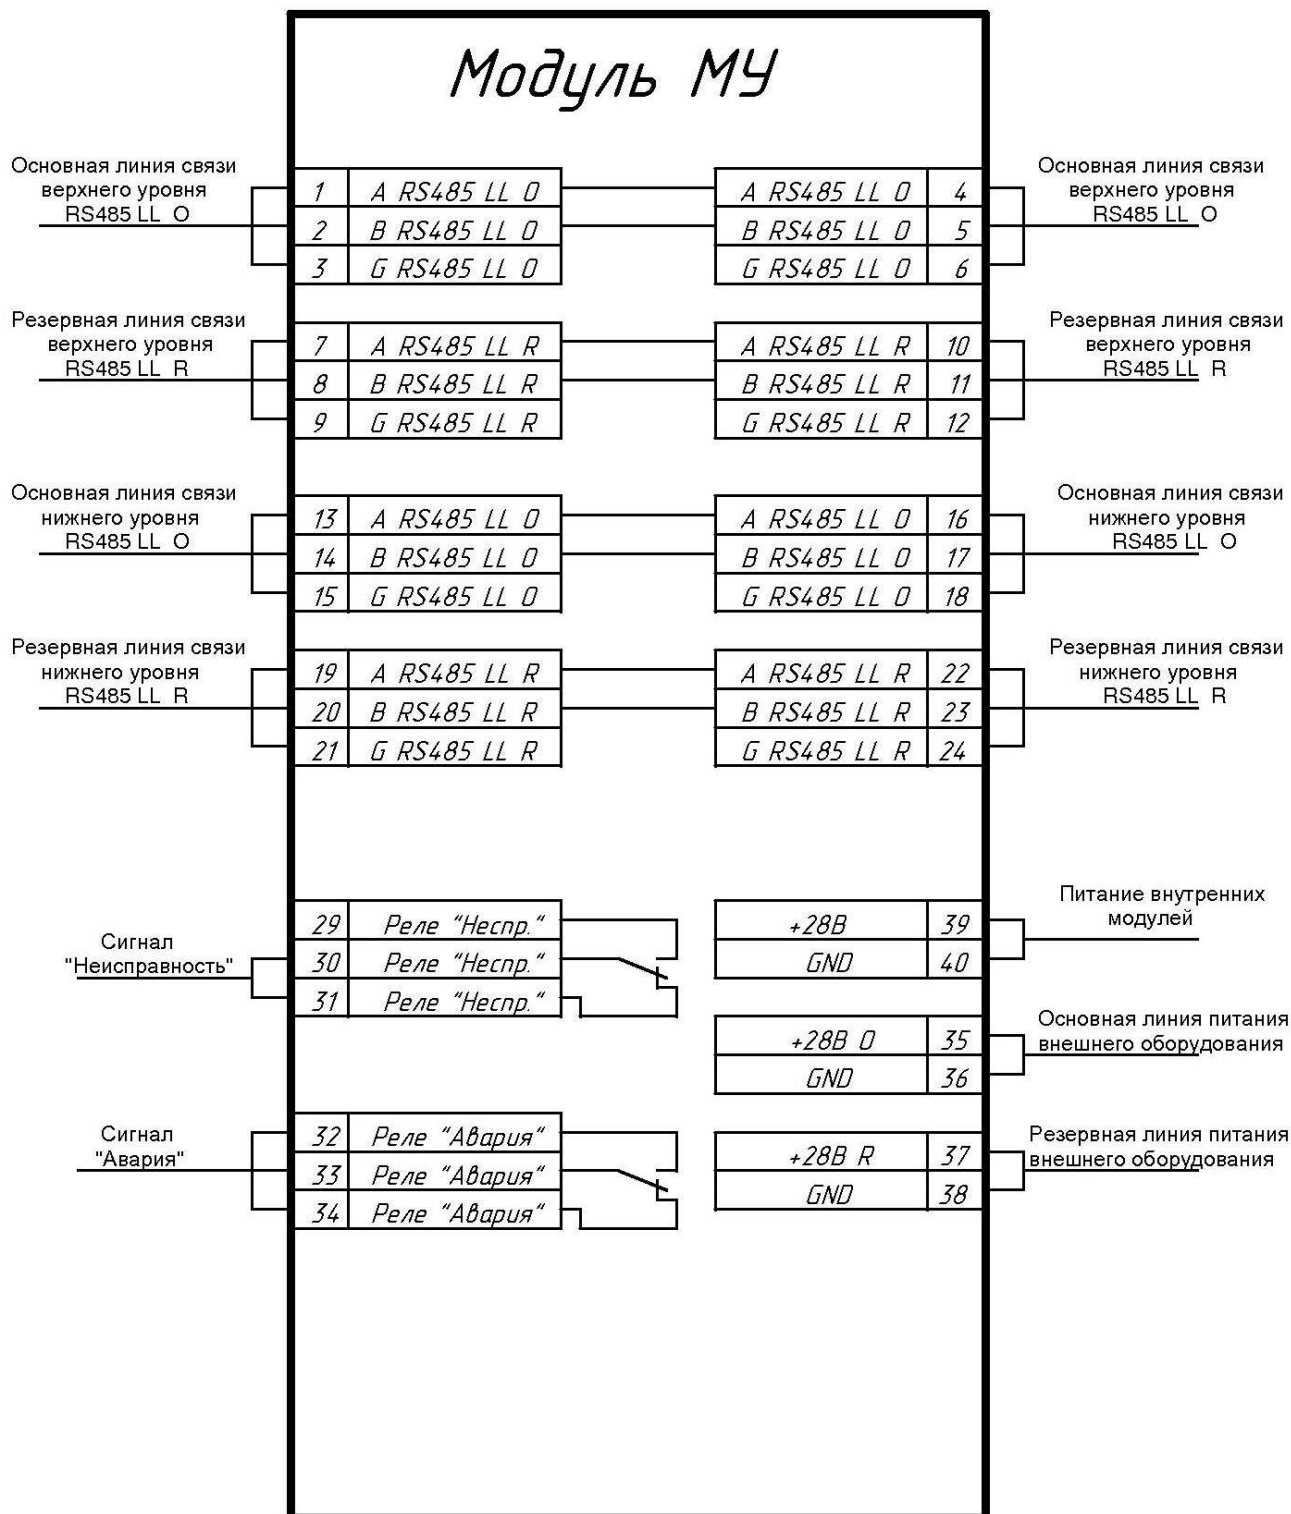 Модуль МУ
Основная линия связи
верхнего уровня
RS485 LL O
1 A RS485 LL O
2 B RS485 LL O
3 G RS485 LL O
A RS485 LL O 4
B RS485 LL O 5
G RS485 LL O 6
Основная линия связи
верхнего уровня
RS485 LL O
Резервная линия связи
верхнего уровня
RS485 LL R
7 A RS485 LL R
8 B RS485 LL R
9 G RS485 LL R
A RS485 LL R 10
B RS485 LL R 11
G RS485 LL R 12
Резервная линия связи
верхнего уровня
RS485 LL R
Основная линия связи
нижнего уровня
RS485 LL O
13 A RS485 LL O
14 B RS485 LL O
15 G RS485 LL O
A RS485 LL O 16
B RS485 LL O 17
G RS485 LL O 18
Основная линия связи
нижнего уровня
RS485 LL O
Резервная линия связи
нижнего уровня
RS485 LL R
19 A RS485 LL R
20 B RS485 LL R
21 G RS485 LL R
A RS485 LL R 22
B RS485 LL R 23
G RS485 LL R 24
Резервная линия связи
нижнего уровня
RS485 LL R
Сигнал
"Неисправность"
29 Реле "Неспр."
30 Реле "Неспр."
31 Реле "Неспр."
+28В 39
GND 40
Питание внутренних
модулей
+28В O 35
GND 36
Основная линия питания
внешнего оборудования
Сигнал
"Авария"
32 Реле "Авария"
33 Реле "Авария"
34 Реле "Авария"
+28В R 37
GND 38
Резервная линия питания
внешнего оборудования